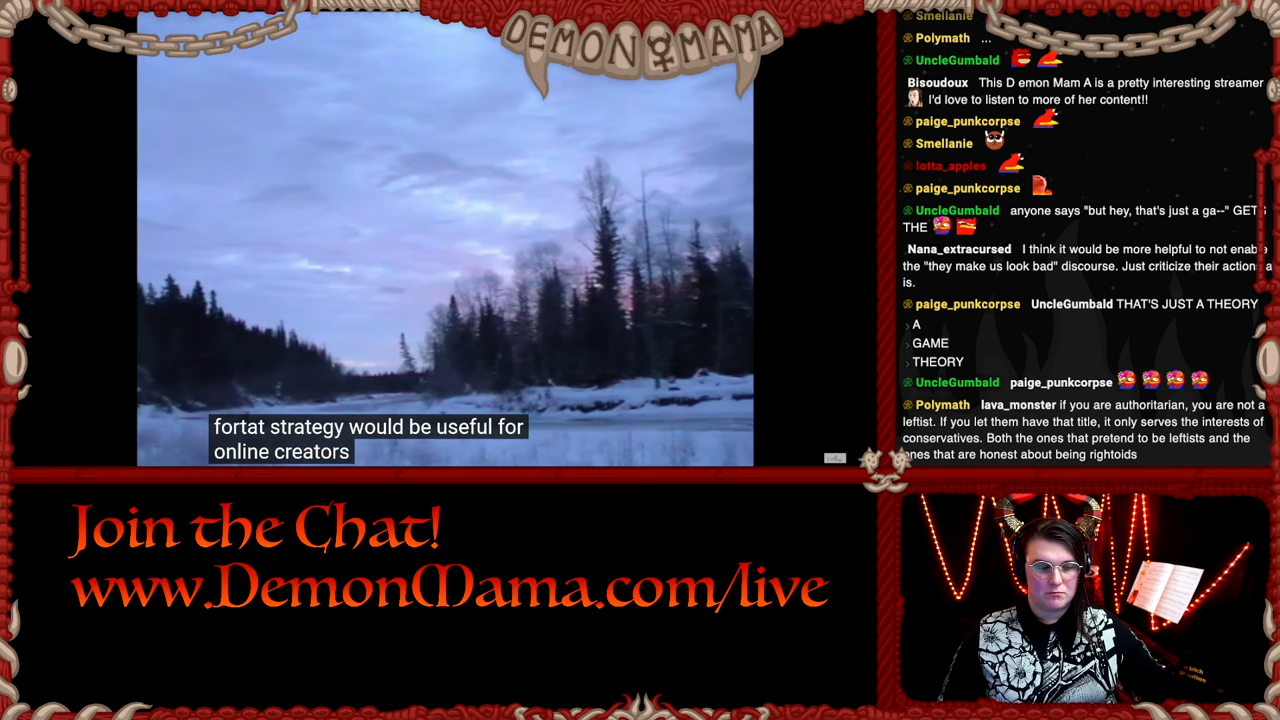 DEMON MAMA
Smellanie
Polymath ...
UncleGumbald
Bisoudoux This D emon Mam A is a pretty interesting streamer
I'd love to listen to more of her content!!
paige_punkcorpse
Smellanie
lotta_apples
paige_punkcorpse
UncleGumbald anyone says "but hey, that's just a ga--" GETS
THE
Nana_extracursed I think it would be more helpful to not enable
the "they make us look bad" discourse. Just criticize their actions
is.
paige_punkcorpse UncleGumbald THAT'S JUST A THEORY
A
GAME
THEORY
UncleGumbald paige_punkcorpse
Polymath lava_monster if you are authoritarian, you are not a
leftist. If you let them have that title, it only serves the interests of
conservatives. Both the ones that pretend to be leftists and the
ones that are honest about being rightoids
fortat strategy would be useful for
online creators
Join the Chat!
www.DemonMama.com/live